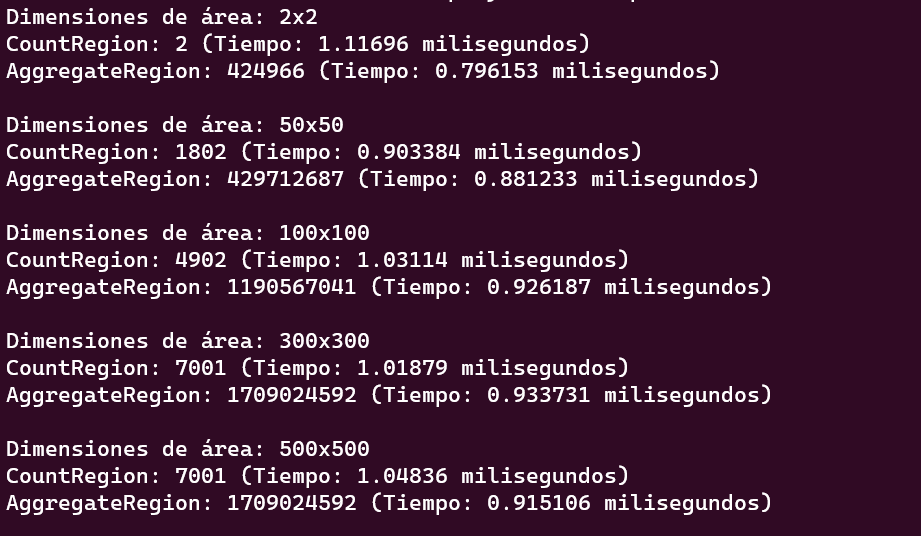 Dimensiones de área: 2x2
CountRegion: 2 (Tiempo: 1.11696 milisegundos)
AggregateRegion: 424966 (Tiempo: 0.796153 milisegundos)
Dimensiones de área: 50x50
CountRegion: 1802 (Tiempo: 0.903384 milisegundos)
AggregateRegion: 429712687 (Tiempo: 0.881233 milisegundos)
Dimensiones de área: 100x100
CountRegion: 4902 (Tiempo: 1.03114 milisegundos)
AggregateRegion: 1190567041 (Tiempo: 0.926187 milisegundos)
Dimensiones de área: 300x300
CountRegion: 7001 (Tiempo: 1.01879 milisegundos)
AggregateRegion: 1709024592 (Tiempo: 0.933731 milisegundos)
Dimensiones de área: 500x500
CountRegion: 7001 (Tiempo: 1.04836 milisegundos)
AggregateRegion: 1709024592 (Tiempo: 0.915106 milisegundos)